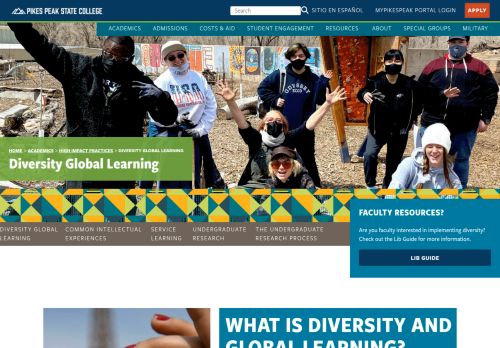 PIKES PEAK STATE COLLEGE
Search
SITIO EN ESPAÑOL
MYPIKESPEAK PORTAL LOGIN
APPLY
ACADEMICS ADMISSIONS COSTS & AID STUDENT ENGAGEMENT RESOURCES ABOUT SPECIAL GROUPS MILITARY
HOME > ACADEMICS > HIGH IMPACT PRACTICES > DIVERSITY GLOBAL LEARNING
Diversity Global Learning
DIVERSITY GLOBAL
LEARNING
COMMON INTELLECTUAL
EXPERIENCES
SERVICE
LEARNING
UNDERGRADUATE
RESEARCH
THE UNDERGRADUATE
RESEARCH PROCESS
FACULTY RESOURCES?
Are you faculty interested in implementing diversity?
Check out the Lib Guide for more information.
LIB GUIDE
WHAT IS DIVERSITY AND
GLOBAL LEARNING?